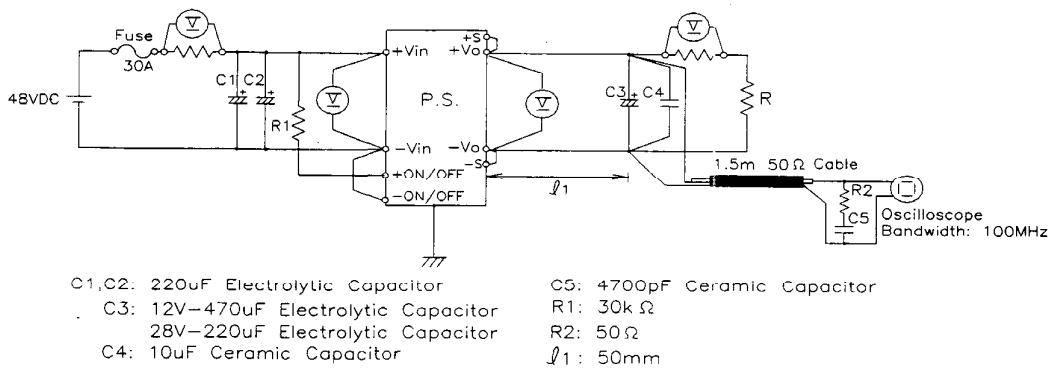 Fuse
30A
V
C1 C2
48VDC
R1
V
+Vin
-Vin
+ON/OFF
-ON/OFF
P.S.
+S
+Vo
-Vo
-S
V
ℓ1
C3
C4
V
R
1.5m 50Ω Cable
R2
C5
Oscilloscope
Bandwidth: 100MHz
C1,C2: 220uF Electrolytic Capacitor
C3: 12V-470uF Electrolytic Capacitor
28V-220uF Electrolytic Capacitor
C4: 10uF Ceramic Capacitor
C5: 4700pF Ceramic Capacitor
R1: 30kΩ
R2: 50Ω
ℓ1: 50mm